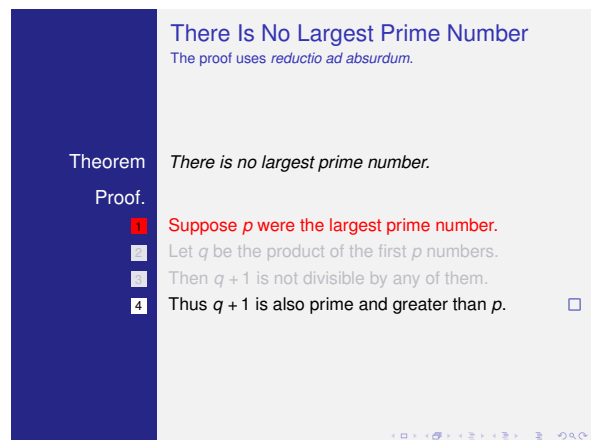 There Is No Largest Prime Number
The proof uses reductio ad absurdum.
Theorem There is no largest prime number.
Proof.
1 Suppose p were the largest prime number.
2 Let q be the product of the first p numbers.
3 Then q + 1 is not divisible by any of them.
4 Thus q + 1 is also prime and greater than p.